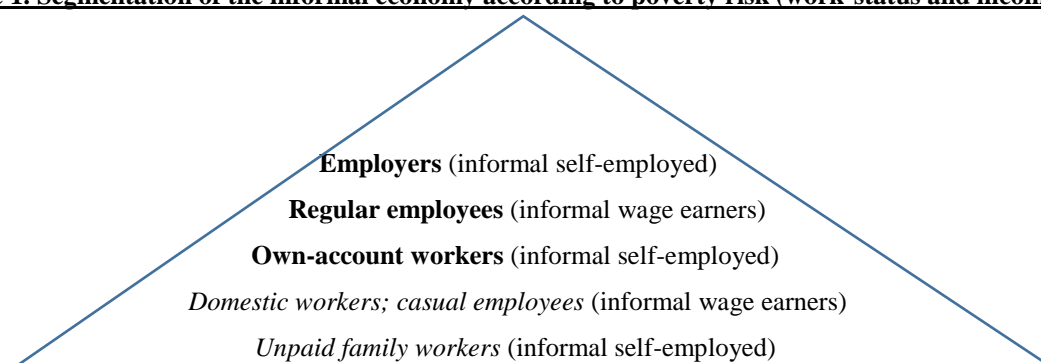 1. Segmentation of the informal economy according to poverty risk (work-status and
Employers (informal self-employed)
Regular employees (informal wage earners)
Own-account workers (informal self-employed)
Domestic workers; casual employees (informal wage earners)
Unpaid family workers (informal self-employed)